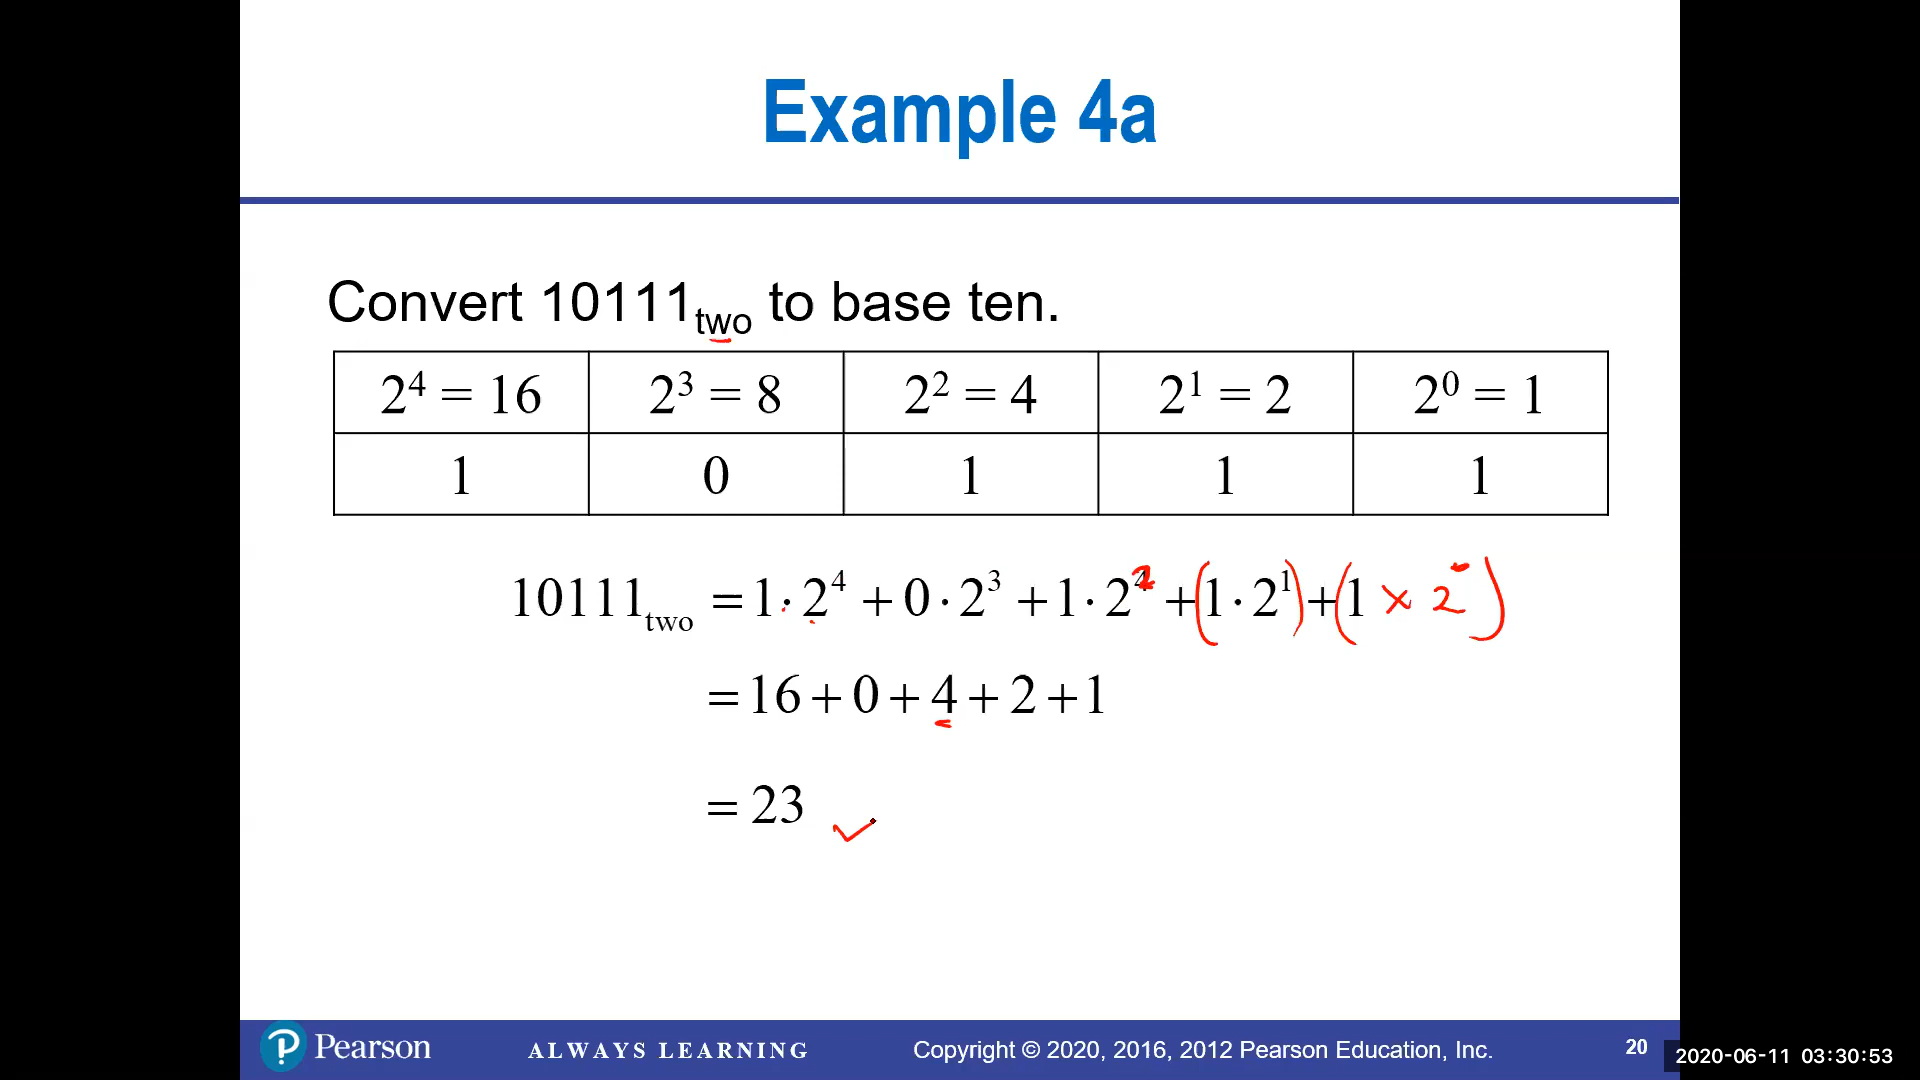 Example 4a
Convert 10111two to base ten.
2⁴ = 16 2³ = 8 2² = 4 2¹ = 2 2⁰ = 1
1 0 1 1 1
10111two = 1 · 2⁴ + 0 · 2³ + 1 · 2² + (1 · 2¹) + (1 × 2⁰)
= 16 + 0 + 4 + 2 + 1
= 23 ✓
Pearson ALWAYS LEARNING Copyright © 2020, 2016, 2012 Pearson Education, Inc. 20
2020-06-11 03:30:53